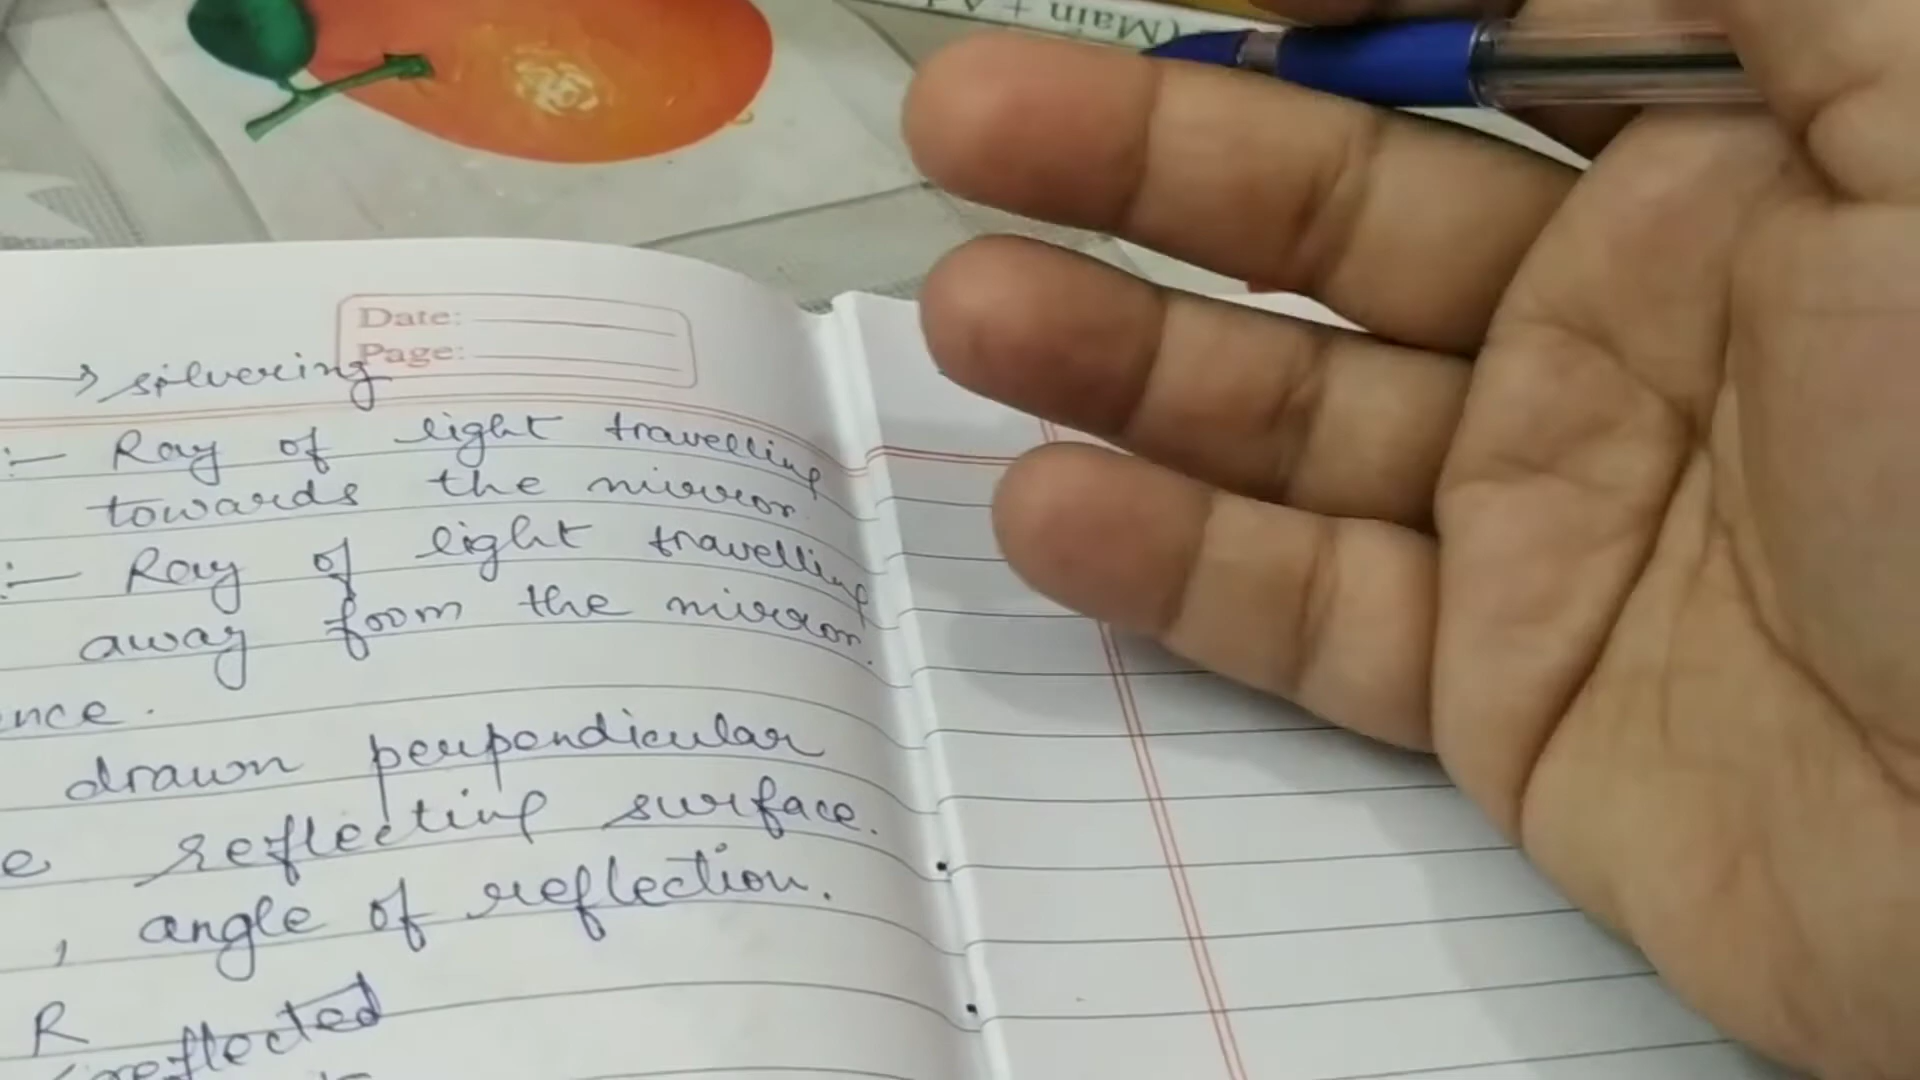 (Main + Ad
Date:
Page:
→ silvering
:— Ray of light travelling
towards the mirror
:— Ray of light travelling
away from the mirror.
nce.
drawn perpendicular
e reflecting surface.
, angle of reflection.
R
reflected